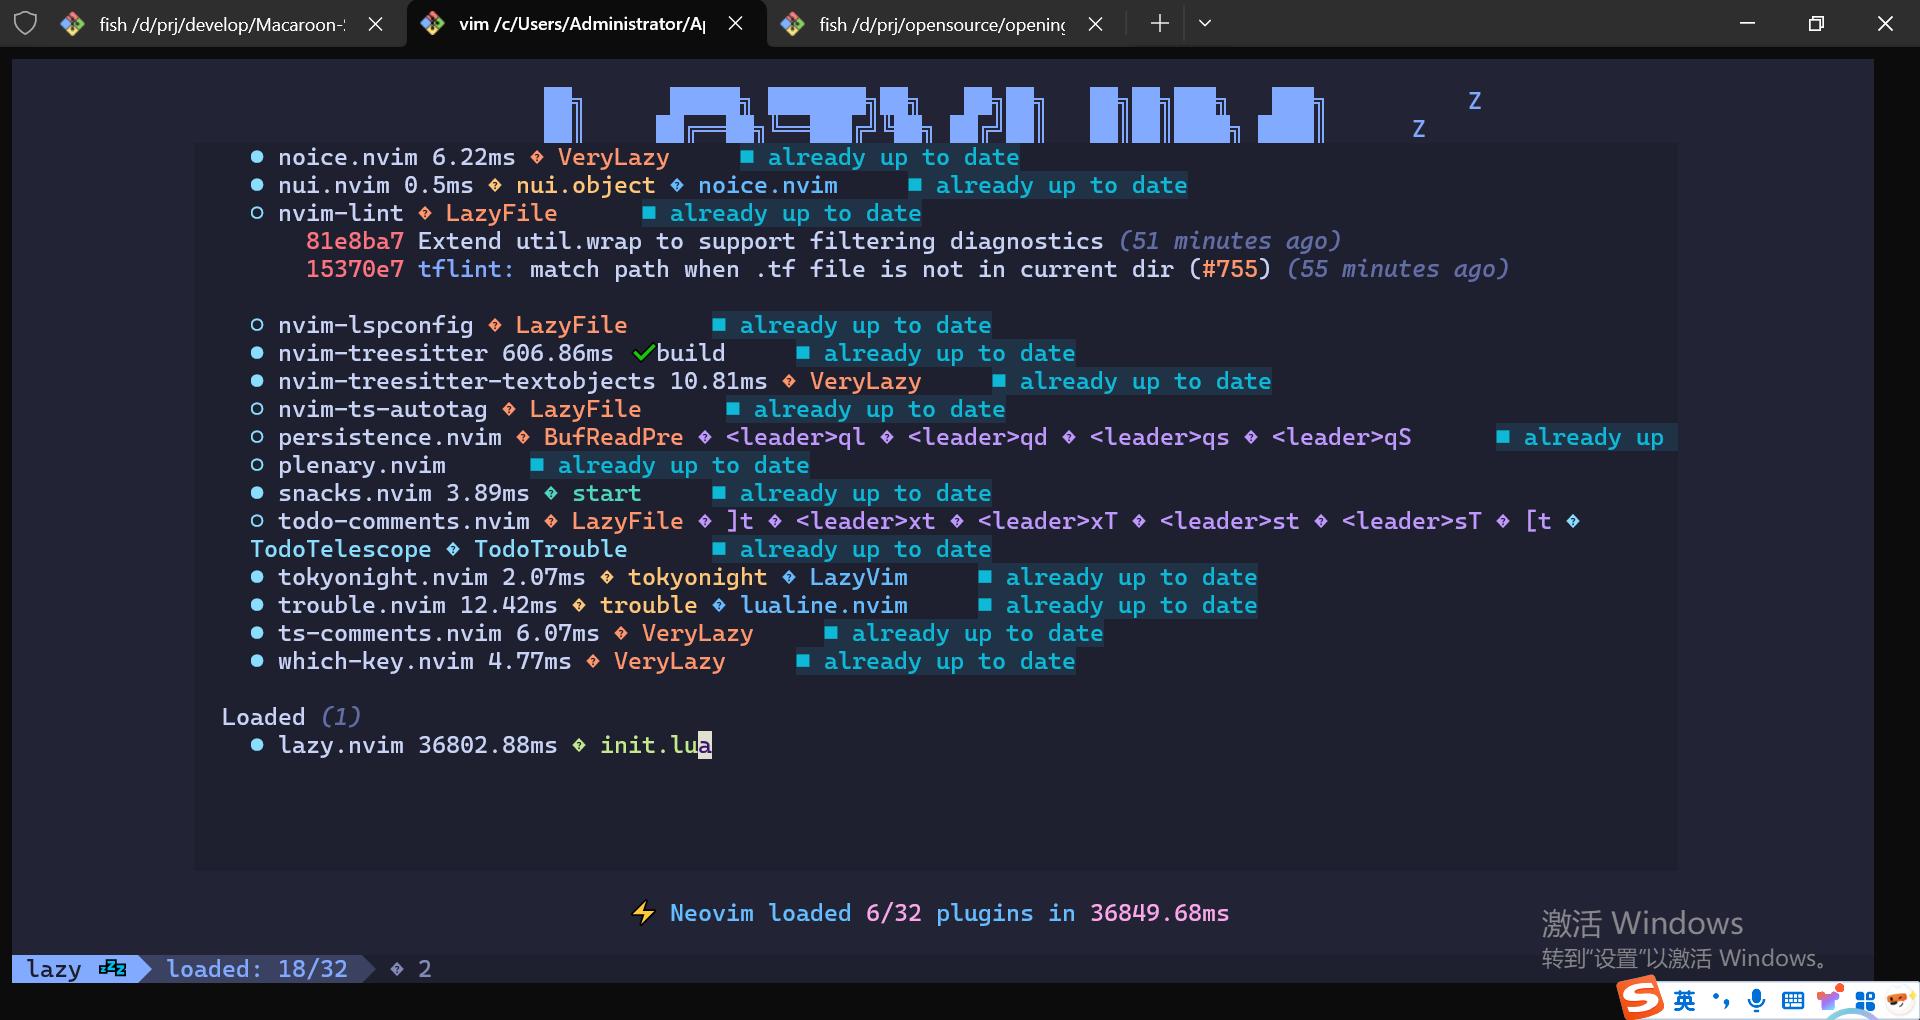 fish /d/prj/develop/Macaroon-
vim /c/Users/Administrator/Ap
fish /d/prj/opensource/opening
Z
Z
● noice.nvim 6.22ms � VeryLazy ■ already up to date
● nui.nvim 0.5ms � nui.object � noice.nvim ■ already up to date
○ nvim-lint � LazyFile ■ already up to date
81e8ba7 Extend util.wrap to support filtering diagnostics (51 minutes ago)
15370e7 tflint: match path when .tf file is not in current dir (#755) (55 minutes ago)
○ nvim-lspconfig � LazyFile ■ already up to date
● nvim-treesitter 606.86ms ✔build ■ already up to date
● nvim-treesitter-textobjects 10.81ms � VeryLazy ■ already up to date
○ nvim-ts-autotag � LazyFile ■ already up to date
○ persistence.nvim � BufReadPre � <leader>ql � <leader>qd � <leader>qs � <leader>qS ■ already up
○ plenary.nvim ■ already up to date
● snacks.nvim 3.89ms � start ■ already up to date
○ todo-comments.nvim � LazyFile � ]t � <leader>xt � <leader>xT � <leader>st � <leader>sT � [t �
TodoTelescope � TodoTrouble ■ already up to date
● tokyonight.nvim 2.07ms � tokyonight � LazyVim ■ already up to date
● trouble.nvim 12.42ms � trouble � lualine.nvim ■ already up to date
● ts-comments.nvim 6.07ms � VeryLazy ■ already up to date
● which-key.nvim 4.77ms � VeryLazy ■ already up to date
Loaded (1)
● lazy.nvim 36802.88ms � init.lua
⚡ Neovim loaded 6/32 plugins in 36849.68ms
激活 Windows
转到“设置”以激活 Windows。
lazy 💤 loaded: 18/32 � 2
英